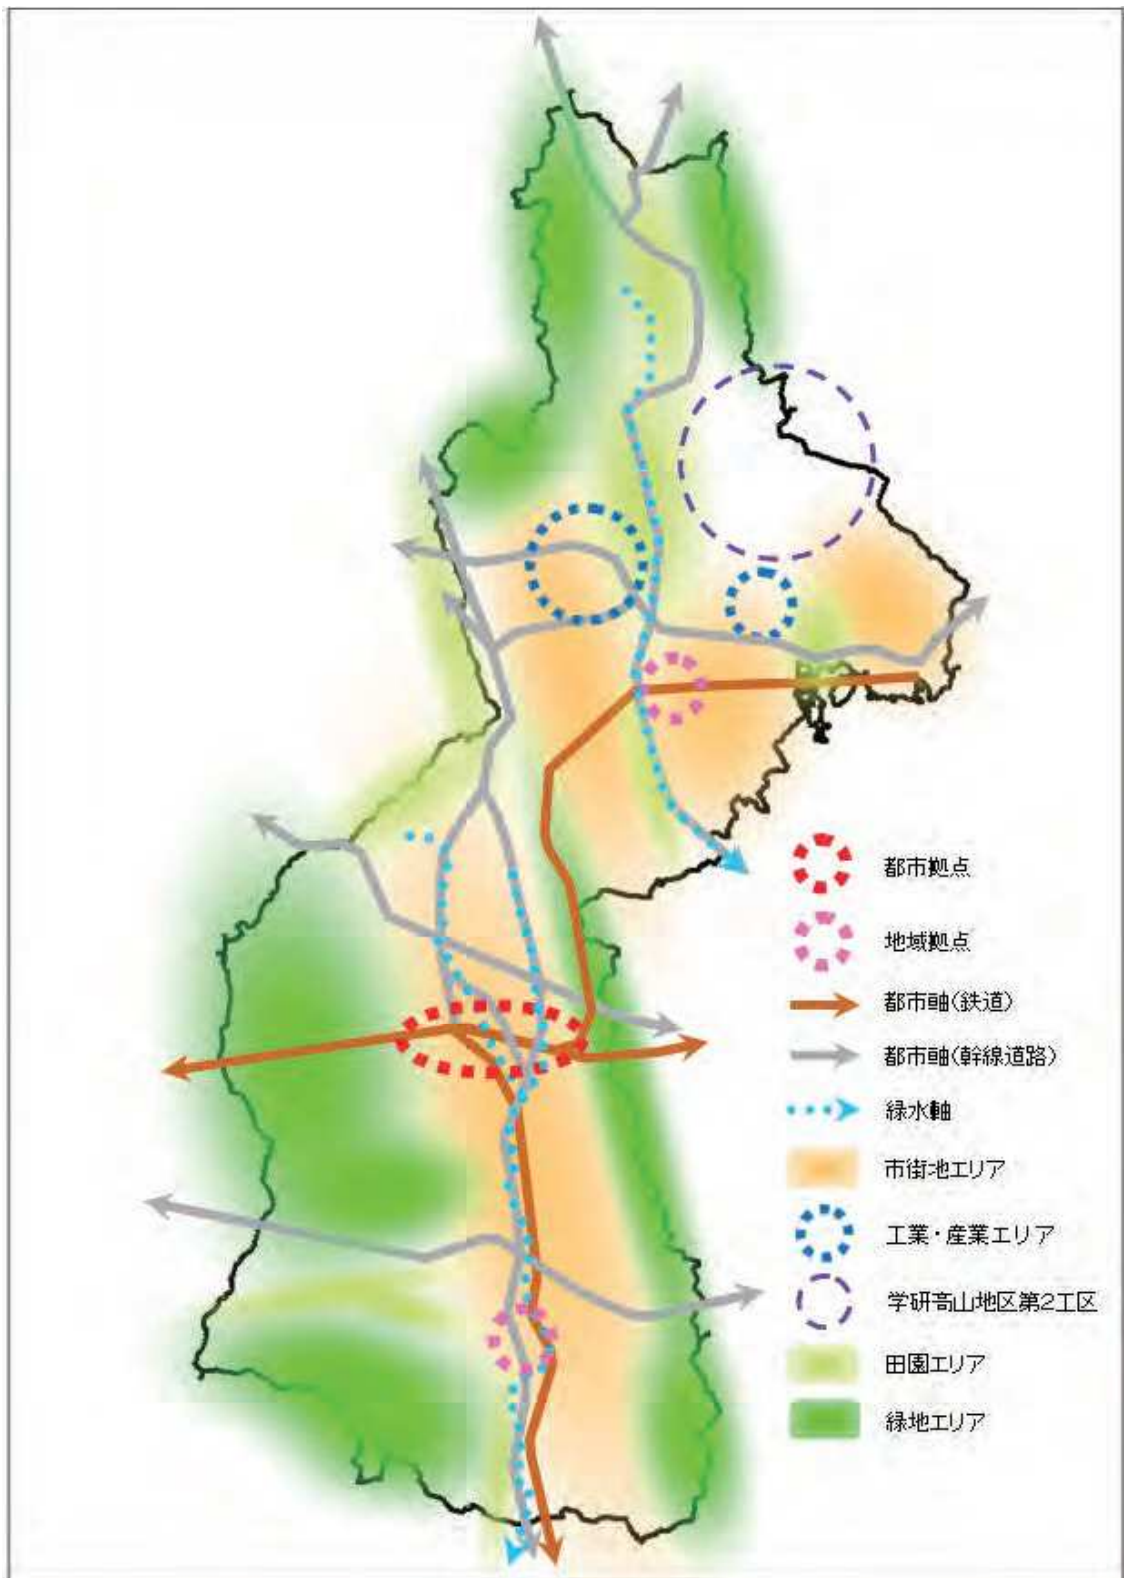 都市拠点
地域拠点
都市軸(鉄道)
都市軸(幹線道路)
緑水軸
市街地エリア
工業・産業エリア
学研高山地区第2工区
田園エリア
緑地エリア